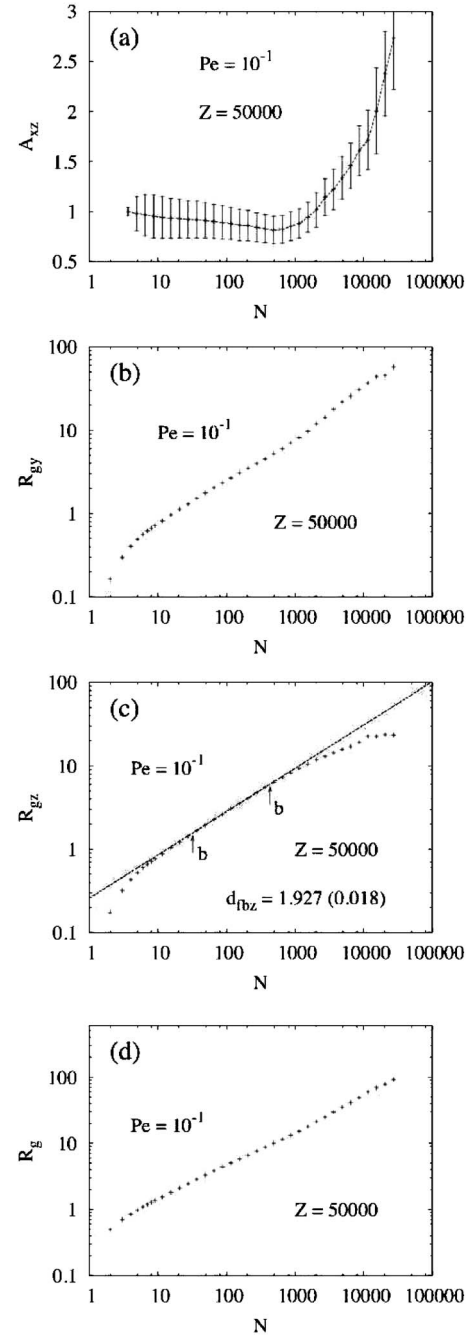 (a)
Pe = 10⁻¹
Z = 50000
A_xz
3
2.5
2
1.5
1
0.5
1 10 100 1000 10000 100000
N
(b)
Pe = 10⁻¹
Z = 50000
R_gy
100
10
1
0.1
1 10 100 1000 10000 100000
N
(c)
Pe = 10⁻¹
b
b
Z = 50000
d_fbz = 1.927 (0.018)
R_gz
100
10
1
0.1
1 10 100 1000 10000 100000
N
(d)
Pe = 10⁻¹
Z = 50000
R_g
100
10
1
0.1
1 10 100 1000 10000 100000
N